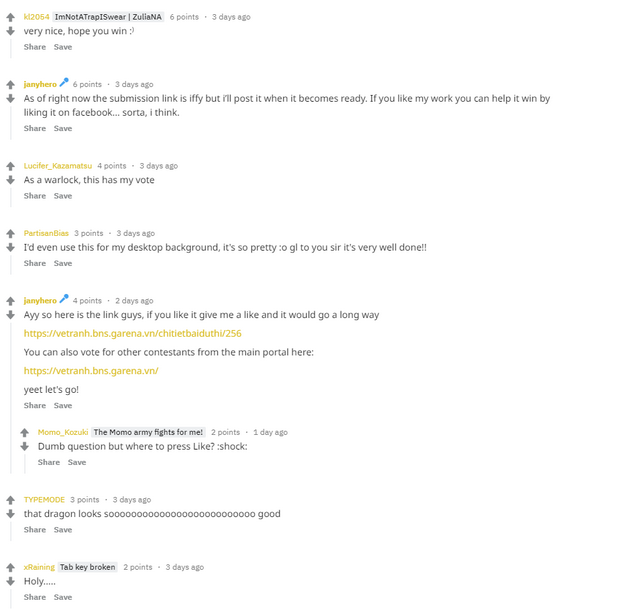 kl2054 ImNotATrapISwear | ZuliaNA 6 points · 3 days ago
very nice, hope you win :')
Share Save
janyhero 6 points · 3 days ago
As of right now the submission link is iffy but i'll post it when it becomes ready. If you like my work you can help it win by
liking it on facebook... sorta, i think.
Share Save
Lucifer_Kazamatsu 4 points · 3 days ago
As a warlock, this has my vote
Share Save
PartisanBias 3 points · 3 days ago
I'd even use this for my desktop background, it's so pretty :o gl to you sir it's very well done!!
Share Save
janyhero 4 points · 2 days ago
Ayy so here is the link guys, if you like it give me a like and it would go a long way
https://vetranh.bns.garena.vn/chitietbaiduthi/256
You can also vote for other contestants from the main portal here:
https://vetranh.bns.garena.vn/
yeet let's go!
Share Save
Momo_Kozuki The Momo army fights for me! 2 points · 1 day ago
Dumb question but where to press Like? :shock:
Share Save
TYPEMODE 3 points · 3 days ago
that dragon looks soooooooooooooooooooooooooo good
Share Save
xRaining Tab key broken 2 points · 3 days ago
Holy.....
Share Save